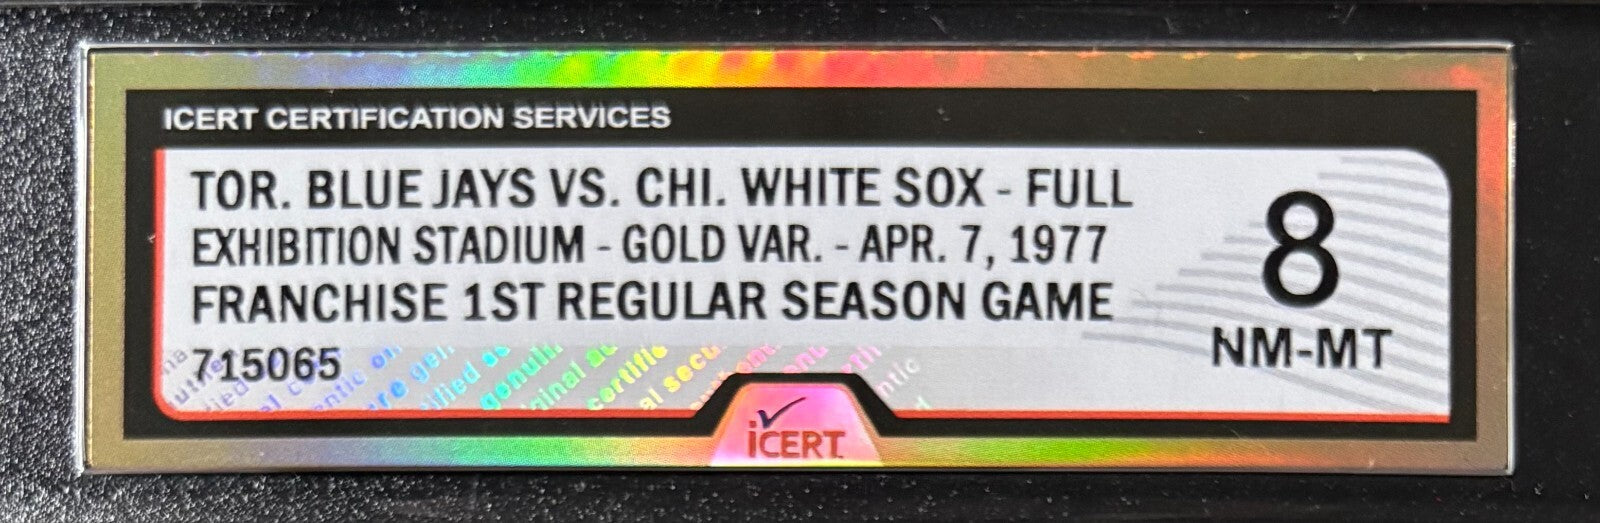 ICERT CERTIFICATION SERVICES
TOR. BLUE JAYS VS. CHI. WHITE SOX - FULL
EXHIBITION STADIUM - GOLD VAR. - APR. 7, 1977
FRANCHISE 1ST REGULAR SEASON GAME
715065
8
NM-MT
iCERT